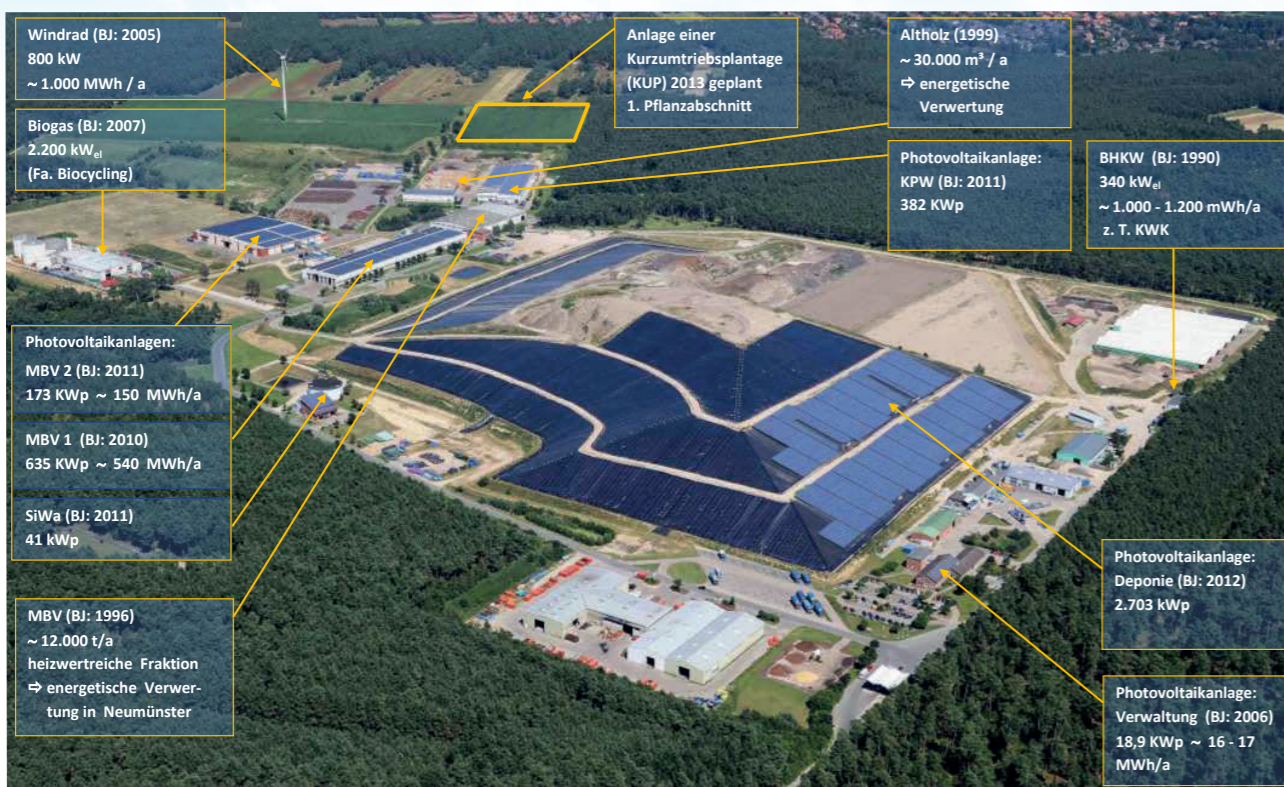 Windrad (BJ: 2005)
800 kW
~ 1.000 MWh / a
Biogas (BJ: 2007)
2.200 kWel
(Fa. Biocycling)
Anlage einer
Kurzumtriebsplantage
(KUP) 2013 geplant
1. Pflanzabschnitt
Altholz (1999)
~ 30.000 m³ / a
⇨ energetische
Verwertung
Photovoltaikanlage:
KPW (BJ: 2011)
382 KWp
BHKW (BJ: 1990)
340 kWel
~ 1.000 - 1.200 mWh/a
z. T. KWK
Photovoltaikanlagen:
MBV 2 (BJ: 2011)
173 KWp ~ 150 MWh/a
MBV 1 (BJ: 2010)
635 KWp ~ 540 MWh/a
SiWa (BJ: 2011)
41 kWp
MBV (BJ: 1996)
~ 12.000 t/a
heizwertreiche Fraktion
⇨ energetische Verwer-
tung in Neumünster
Photovoltaikanlage:
Deponie (BJ: 2012)
2.703 kWp
Photovoltaikanlage:
Verwaltung (BJ: 2006)
18,9 KWp ~ 16 - 17
MWh/a